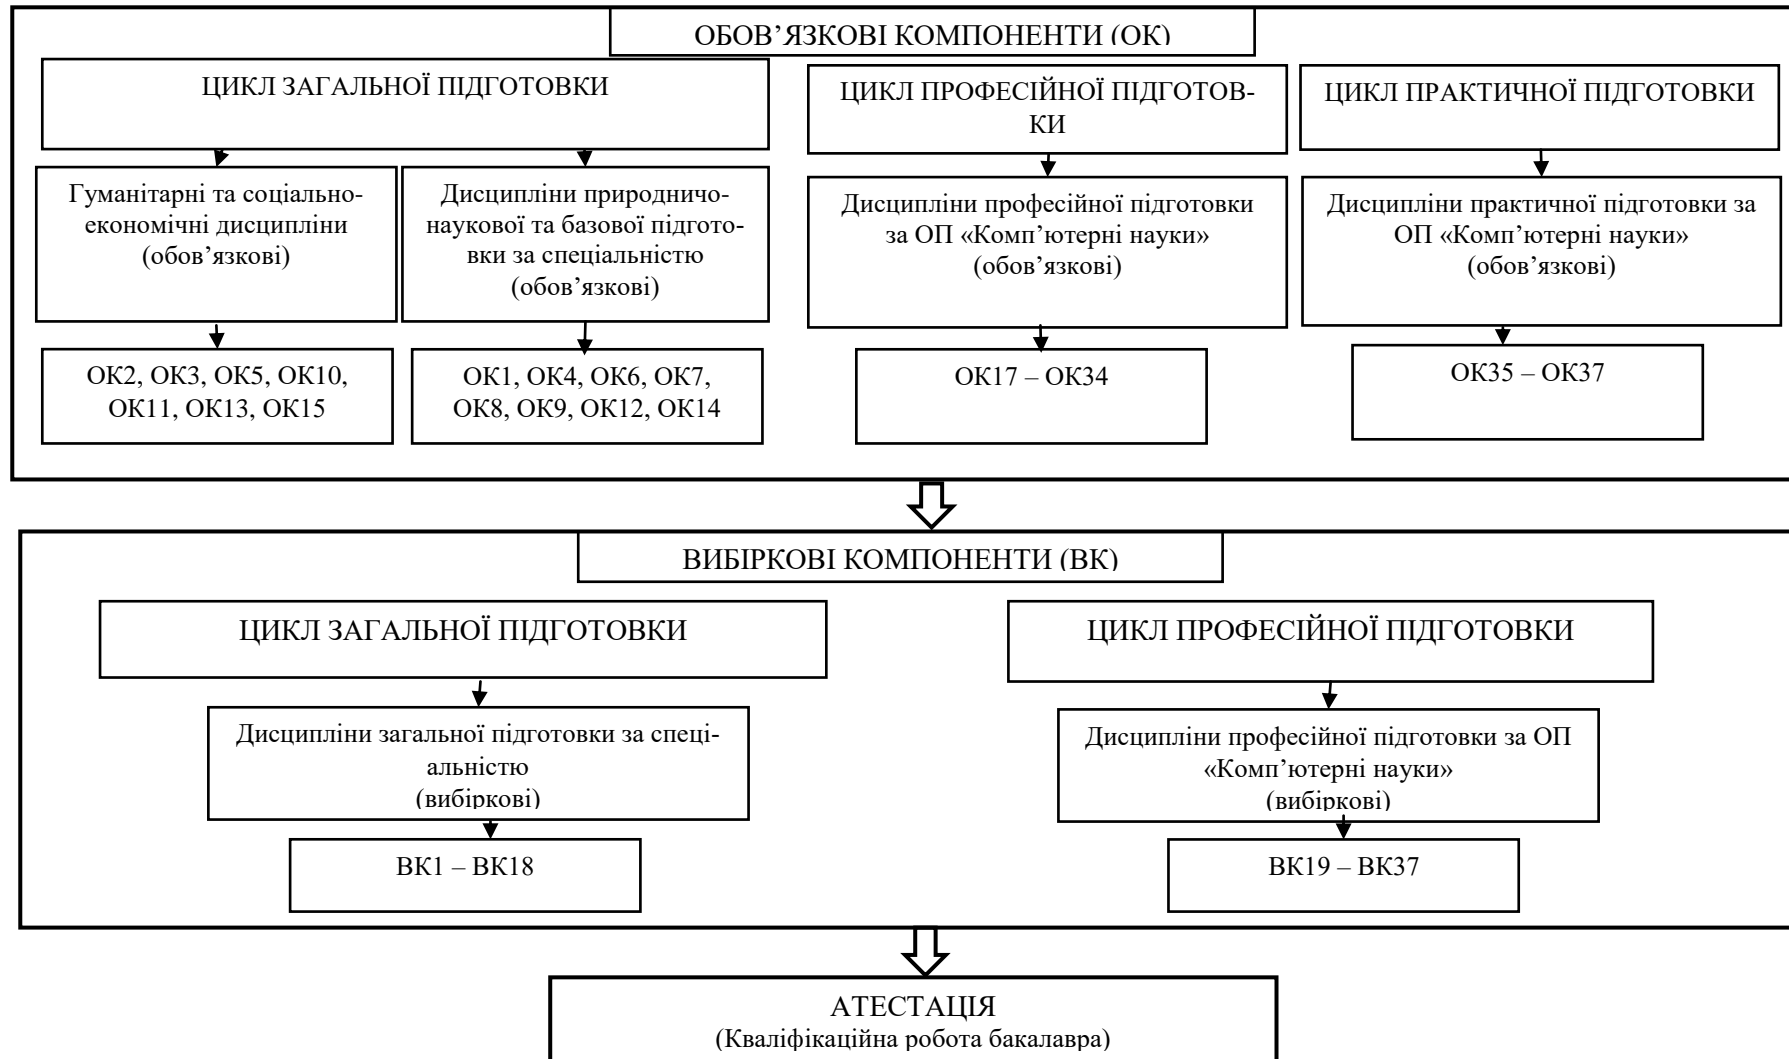 ОБОВ’ЯЗКОВІ КОМПОНЕНТИ (ОК)
ЦИКЛ ЗАГАЛЬНОЇ ПІДГОТОВКИ
ЦИКЛ ПРОФЕСІЙНОЇ ПІДГОТОВ-
КИ
ЦИКЛ ПРАКТИЧНОЇ ПІДГОТОВКИ
Гуманітарні та соціально-
економічні дисципліни
(обов’язкові)
Дисципліни природничо-
наукової та базової підгото-
вки за спеціальністю
(обов’язкові)
Дисципліни професійної підготовки
за ОП «Комп’ютерні науки»
(обов’язкові)
Дисципліни практичної підготовки за
ОП «Комп’ютерні науки»
(обов’язкові)
ОК2, ОК3, ОК5, ОК10,
ОК11, ОК13, ОК15
ОК1, ОК4, ОК6, ОК7,
ОК8, ОК9, ОК12, ОК14
ОК17 – ОК34
ОК35 – ОК37
ВИБІРКОВІ КОМПОНЕНТИ (ВК)
ЦИКЛ ЗАГАЛЬНОЇ ПІДГОТОВКИ
ЦИКЛ ПРОФЕСІЙНОЇ ПІДГОТОВКИ
Дисципліни загальної підготовки за спеці-
альністю
(вибіркові)
Дисципліни професійної підготовки за ОП
«Комп’ютерні науки»
(вибіркові)
ВК1 – ВК18
ВК19 – ВК37
АТЕСТАЦІЯ
(Кваліфікаційна робота бакалавра)